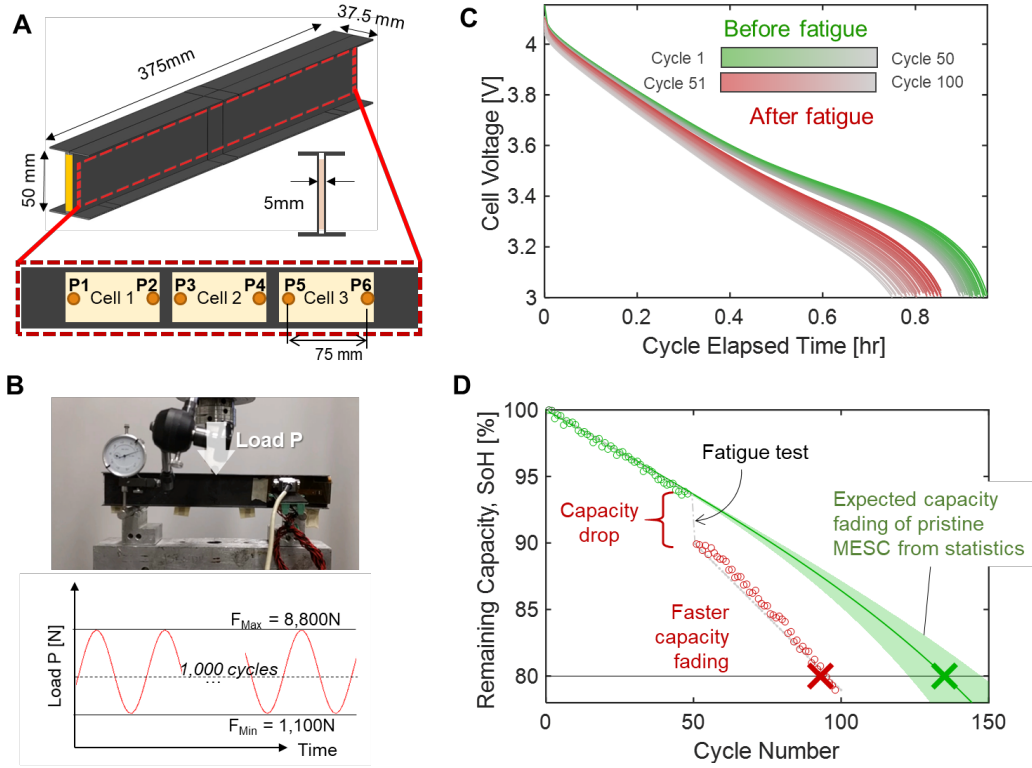 A
37.5 mm
375mm
50 mm
5mm
P1
P2
P3
P4
P5
P6
Cell 1
Cell 2
Cell 3
75 mm
B
Load P
Load P [N]
FMax = 8,800N
1,000 cycles
...
FMin = 1,100N
Time
C
Before fatigue
Cycle 1
Cycle 50
Cycle 51
Cycle 100
After fatigue
Cell Voltage [V]
4
3.8
3.6
3.4
3.2
3
0
0.2
0.4
0.6
0.8
Cycle Elapsed Time [hr]
D
Remaining Capacity, SoH [%]
100
95
90
85
80
Fatigue test
Capacity
drop
Expected capacity
fading of pristine
MESC from statistics
Faster
capacity
fading
0
50
100
150
Cycle Number